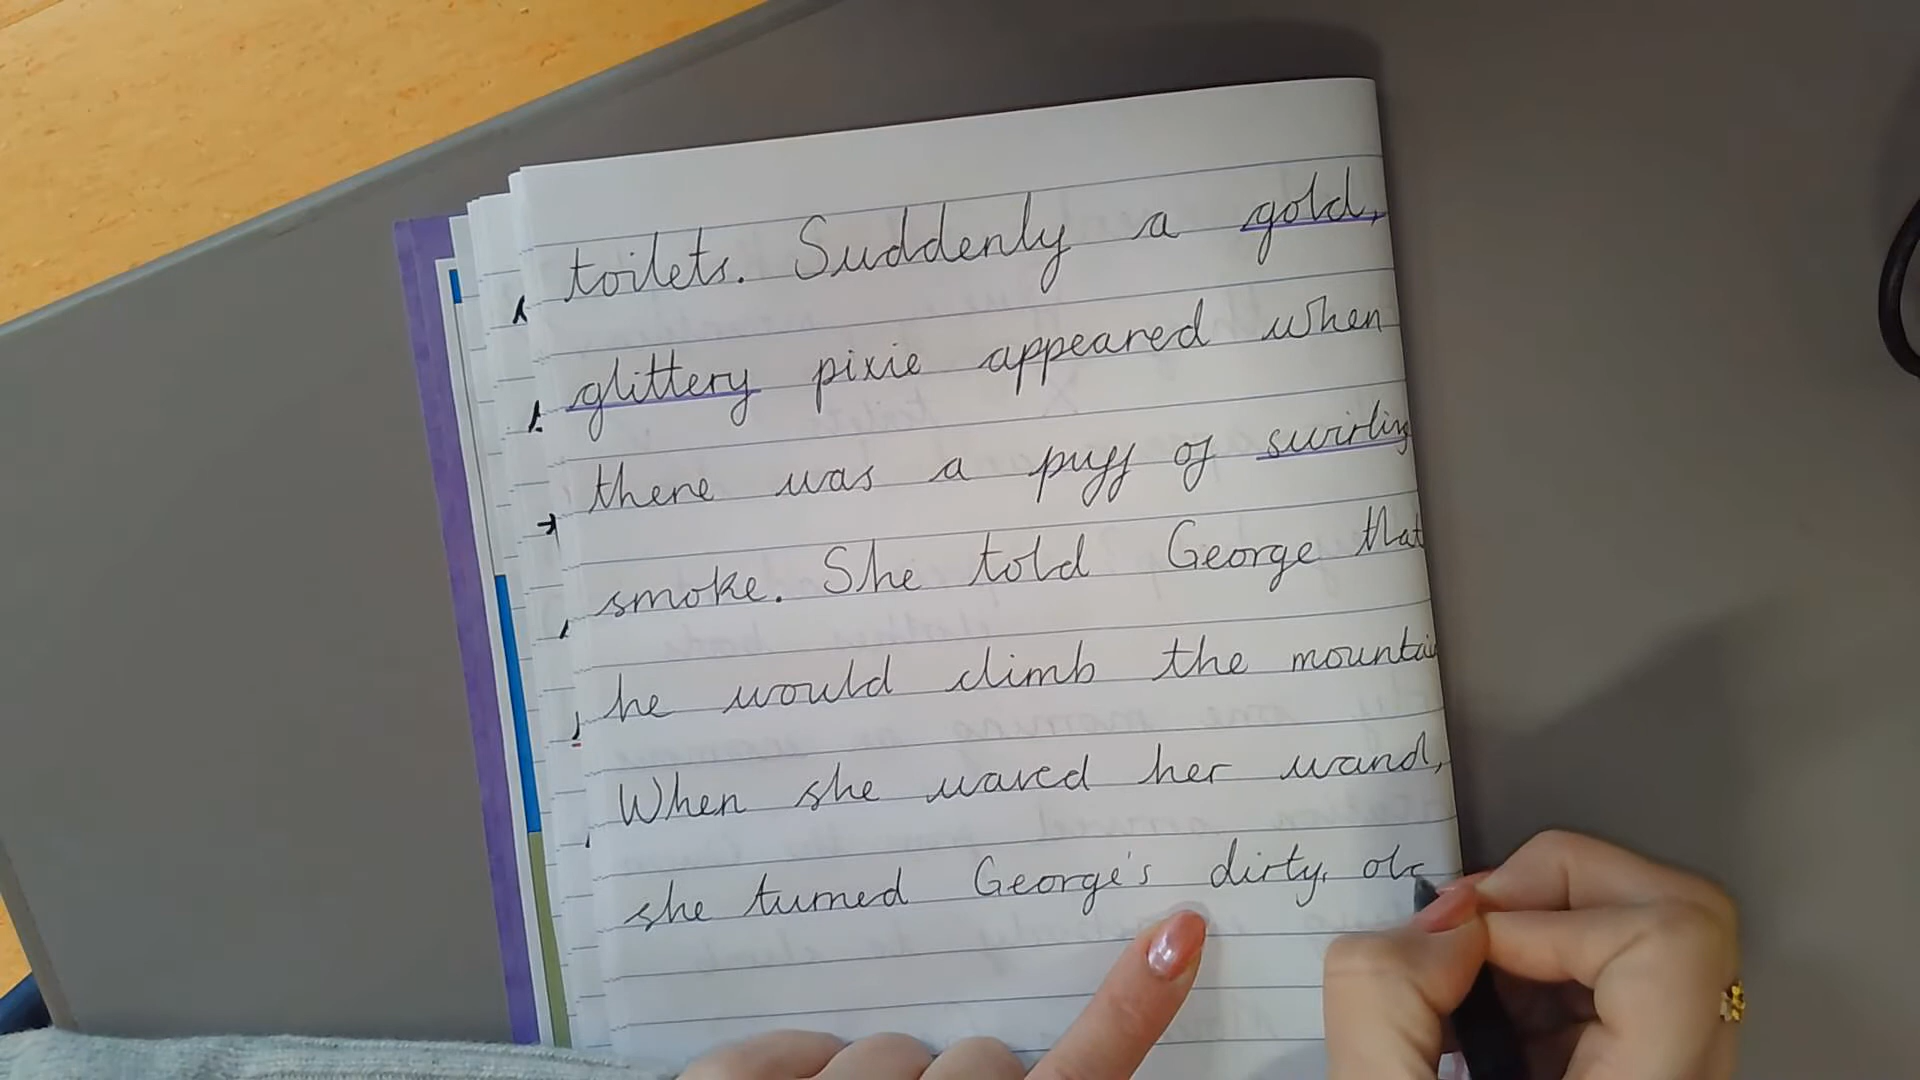 toilets. Suddenly a gold,
glittery pixie appeared when
there was a puff of swirling
smoke. She told George that
he would climb the mountain
When she waved her wand,
she turned George's dirty, ol